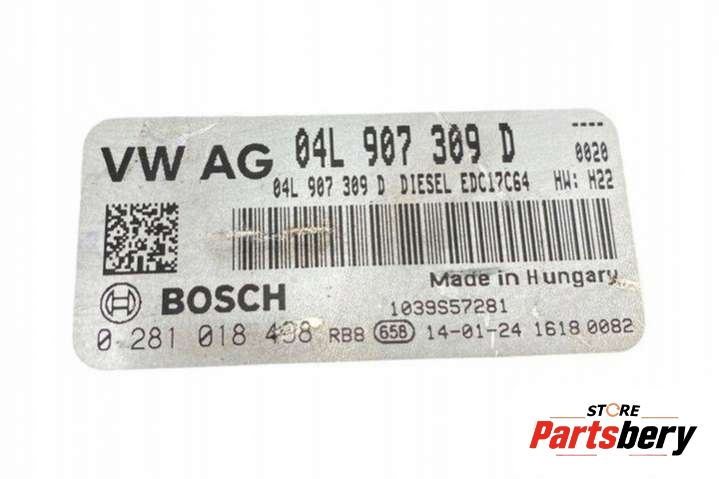 ----
VW AG 04L 907 309 D 0020
04L 907 309 D DIESEL EDC17C64 HW: H22
Made in Hungary
BOSCH 1039S57281
0 281 018 498 RBB 658 14-01-24 1618 0082
STORE
Partsbery